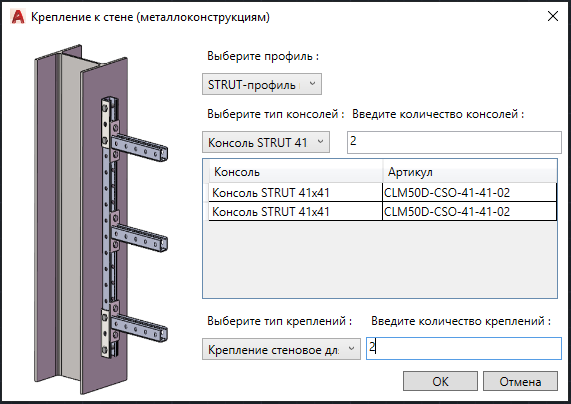 Крепление к стене (металлоконструкциям)
Выберите профиль :
STRUT-профиль
Выберите тип консолей : Введите количество консолей :
Консоль STRUT 41 2
Консоль Артикул
Консоль STRUT 41x41 CLM50D-CSO-41-41-02
Консоль STRUT 41x41 CLM50D-CSO-41-41-02
Выберите тип креплений : Введите количество креплений :
Крепление стеновое для 2
ОК Отмена